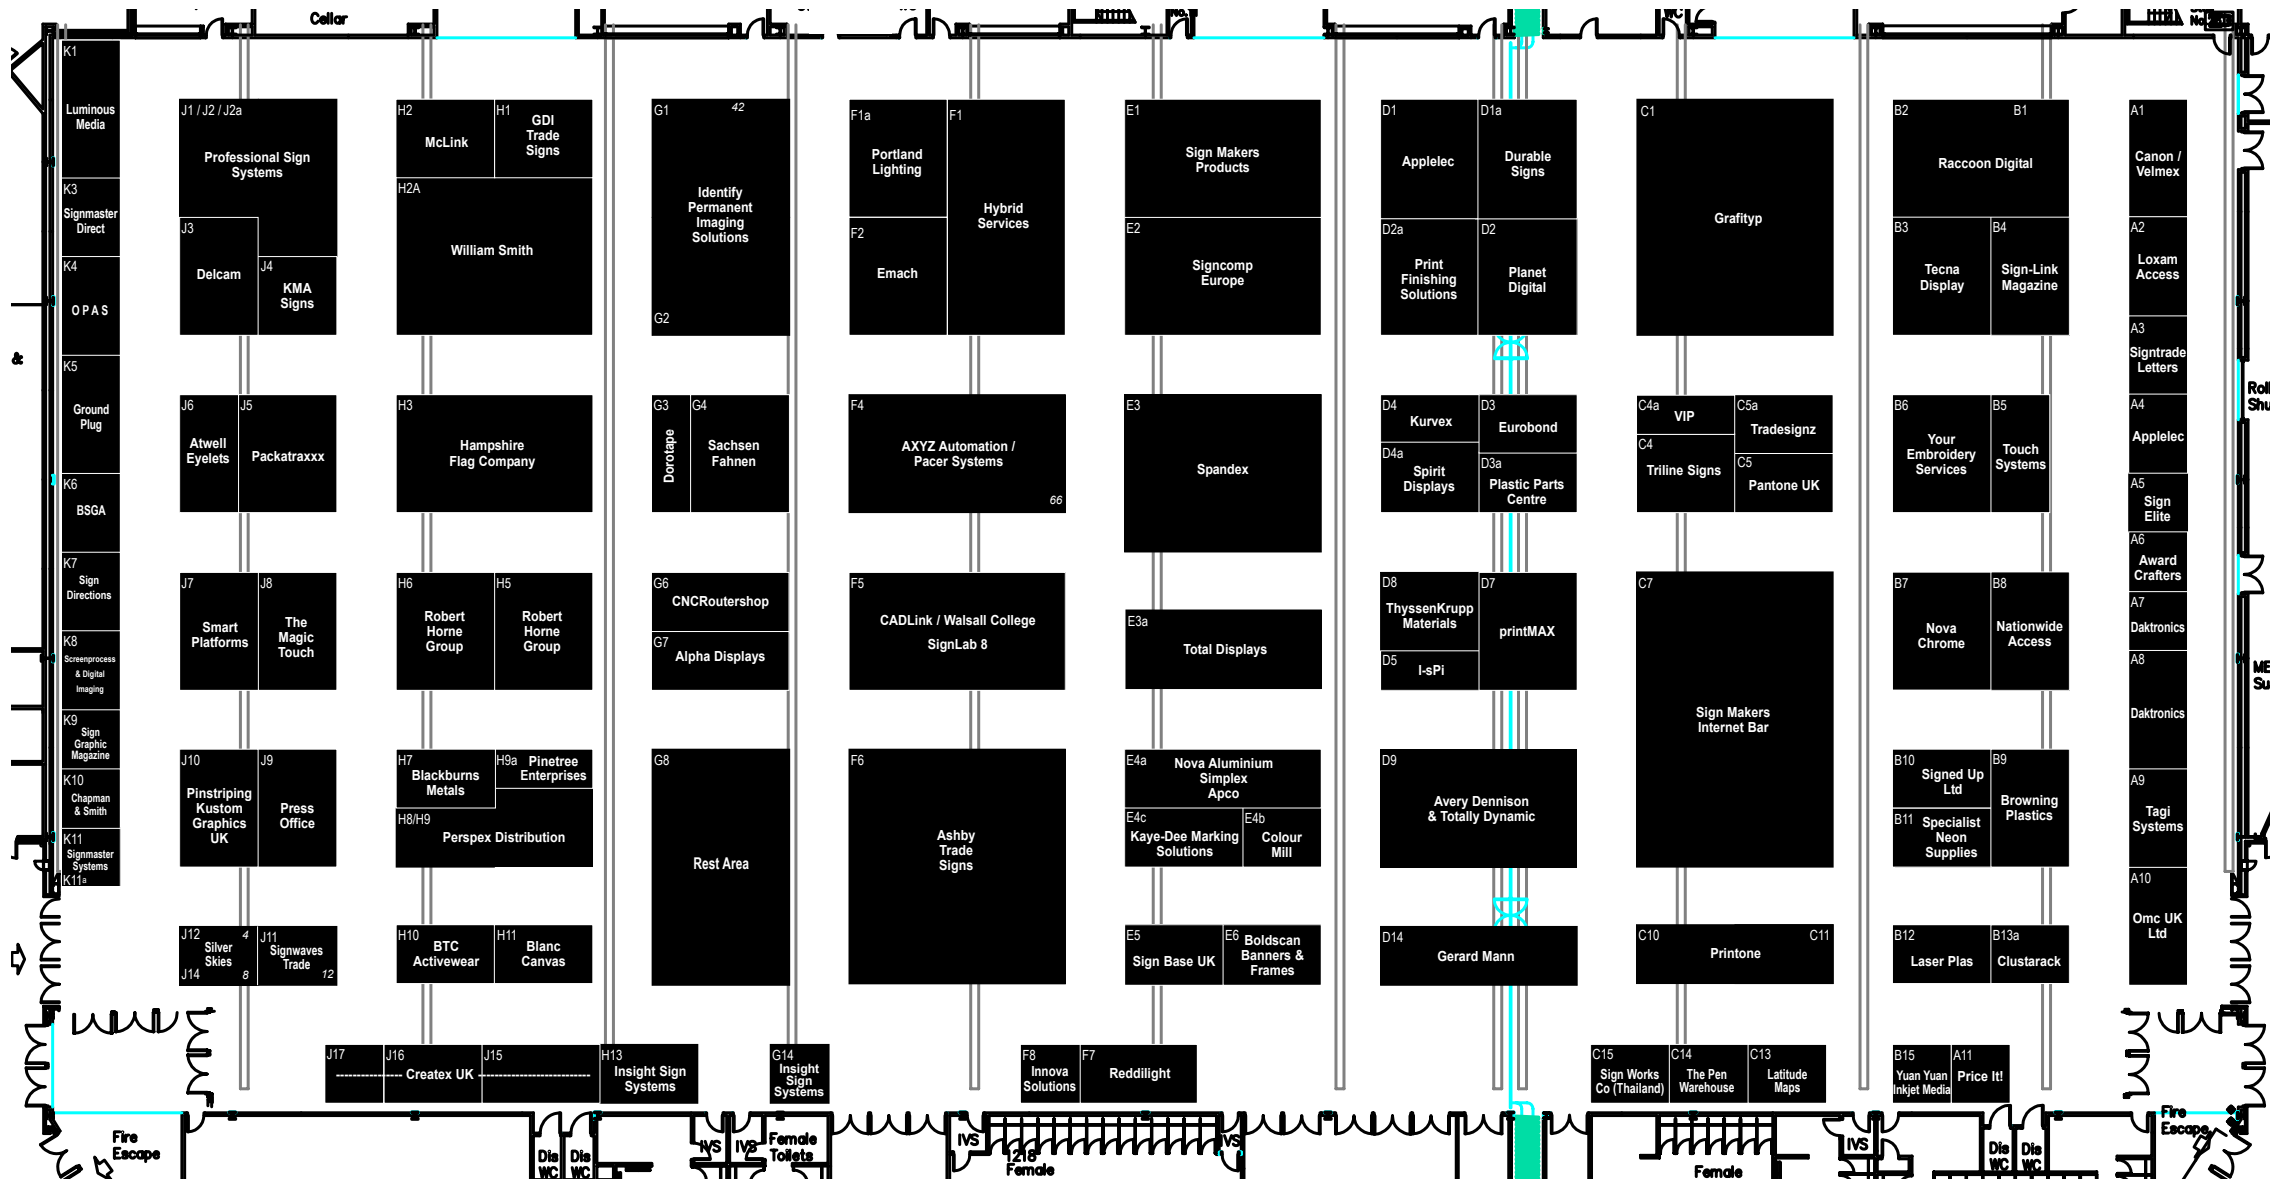 Cellar
WC
K1
Luminous
Media
K3
Signmaster
Direct
K4
O P A S
K5
Ground
Plug
K6
BSGA
K7
Sign
Directions
K8
Screenprocess
& Digital
Imaging
K9
Sign
Graphic
Magazine
K10
Chapman
& Smith
K11
Signmaster
Systems
K11a
&
J1 / J2 / J2a
Professional Sign
Systems
J3
Delcam
J4
KMA
Signs
J6
Atwell
Eyelets
J5
Packatraxxx
J7
Smart
Platforms
J8
The
Magic
Touch
J10
Pinstriping
Kustom
Graphics
UK
J9
Press
Office
J12
4
Silver
Skies
J14
8
J11
Signwaves
Trade
12
H2
McLink
H1
GDI
Trade
Signs
H2A
William Smith
H3
Hampshire
Flag Company
H6
Robert
Horne
Group
H5
Robert
Horne
Group
H7
Blackburns
Metals
H9a
Pinetree
Enterprises
H8/H9
Perspex Distribution
H10
BTC
Activewear
H11
Blanc
Canvas
G1
42
Identify
Permanent
Imaging
Solutions
G2
G3
Dorotape
G4
Sachsen
Fahnen
G6
CNCRoutershop
G7
Alpha Displays
G8
Rest Area
F1a
Portland
Lighting
F1
Hybrid
Services
F2
Emach
F4
AXYZ Automation /
Pacer Systems
66
F5
CADLink / Walsall College
SignLab 8
F6
Ashby
Trade
Signs
E1
Sign Makers
Products
E2
Signcomp
Europe
E3
Spandex
E3a
Total Displays
E4a
Nova Aluminium
Simplex
Apco
E4c
Kaye-Dee Marking
Solutions
E4b
Colour
Mill
E5
Sign Base UK
E6
Boldscan
Banners &
Frames
D1
Applelec
D1a
Durable
Signs
D2a
Print
Finishing
Solutions
D2
Planet
Digital
D4
Kurvex
D3
Eurobond
D4a
Spirit
Displays
D3a
Plastic Parts
Centre
D8
ThyssenKrupp
Materials
D7
printMAX
D5
I-sPi
D9
Avery Dennison
& Totally Dynamic
D14
Gerard Mann
C1
Grafityp
C4a
VIP
C5a
Tradesignz
C4
Triline Signs
C5
Pantone UK
C7
Sign Makers
Internet Bar
C10
C11
Printone
B2
B1
Raccoon Digital
B3
Tecna
Display
B4
Sign-Link
Magazine
B6
Your
Embroidery
Services
B5
Touch
Systems
B7
Nova
Chrome
B8
Nationwide
Access
B10
Signed Up
Ltd
B9
Browning
Plastics
B11
Specialist
Neon
Supplies
B12
Laser Plas
B13a
Clustarack
A1
Canon /
Velmex
A2
Loxam
Access
A3
Signtrade
Letters
A4
Applelec
A5
Sign
Elite
A6
Award
Crafters
A7
Daktronics
A8
Daktronics
A9
Tagi
Systems
A10
Omc UK
Ltd
J17
J16
J15
Createx UK
H13
Insight Sign
Systems
G14
Insight
Sign
Systems
F8
Innova
Solutions
F7
Reddilight
C15
Sign Works
Co (Thailand)
C14
The Pen
Warehouse
C13
Latitude
Maps
B15
Yuan Yuan
Inkjet Media
A11
Price It!
Fire
Escape
Dis
WC
Dis
WC
IVS
IVS
Female
Toilets
IVS
1218
Female
IVS
Female
IVS
Dis
WC
Dis
WC
Fire
Escape